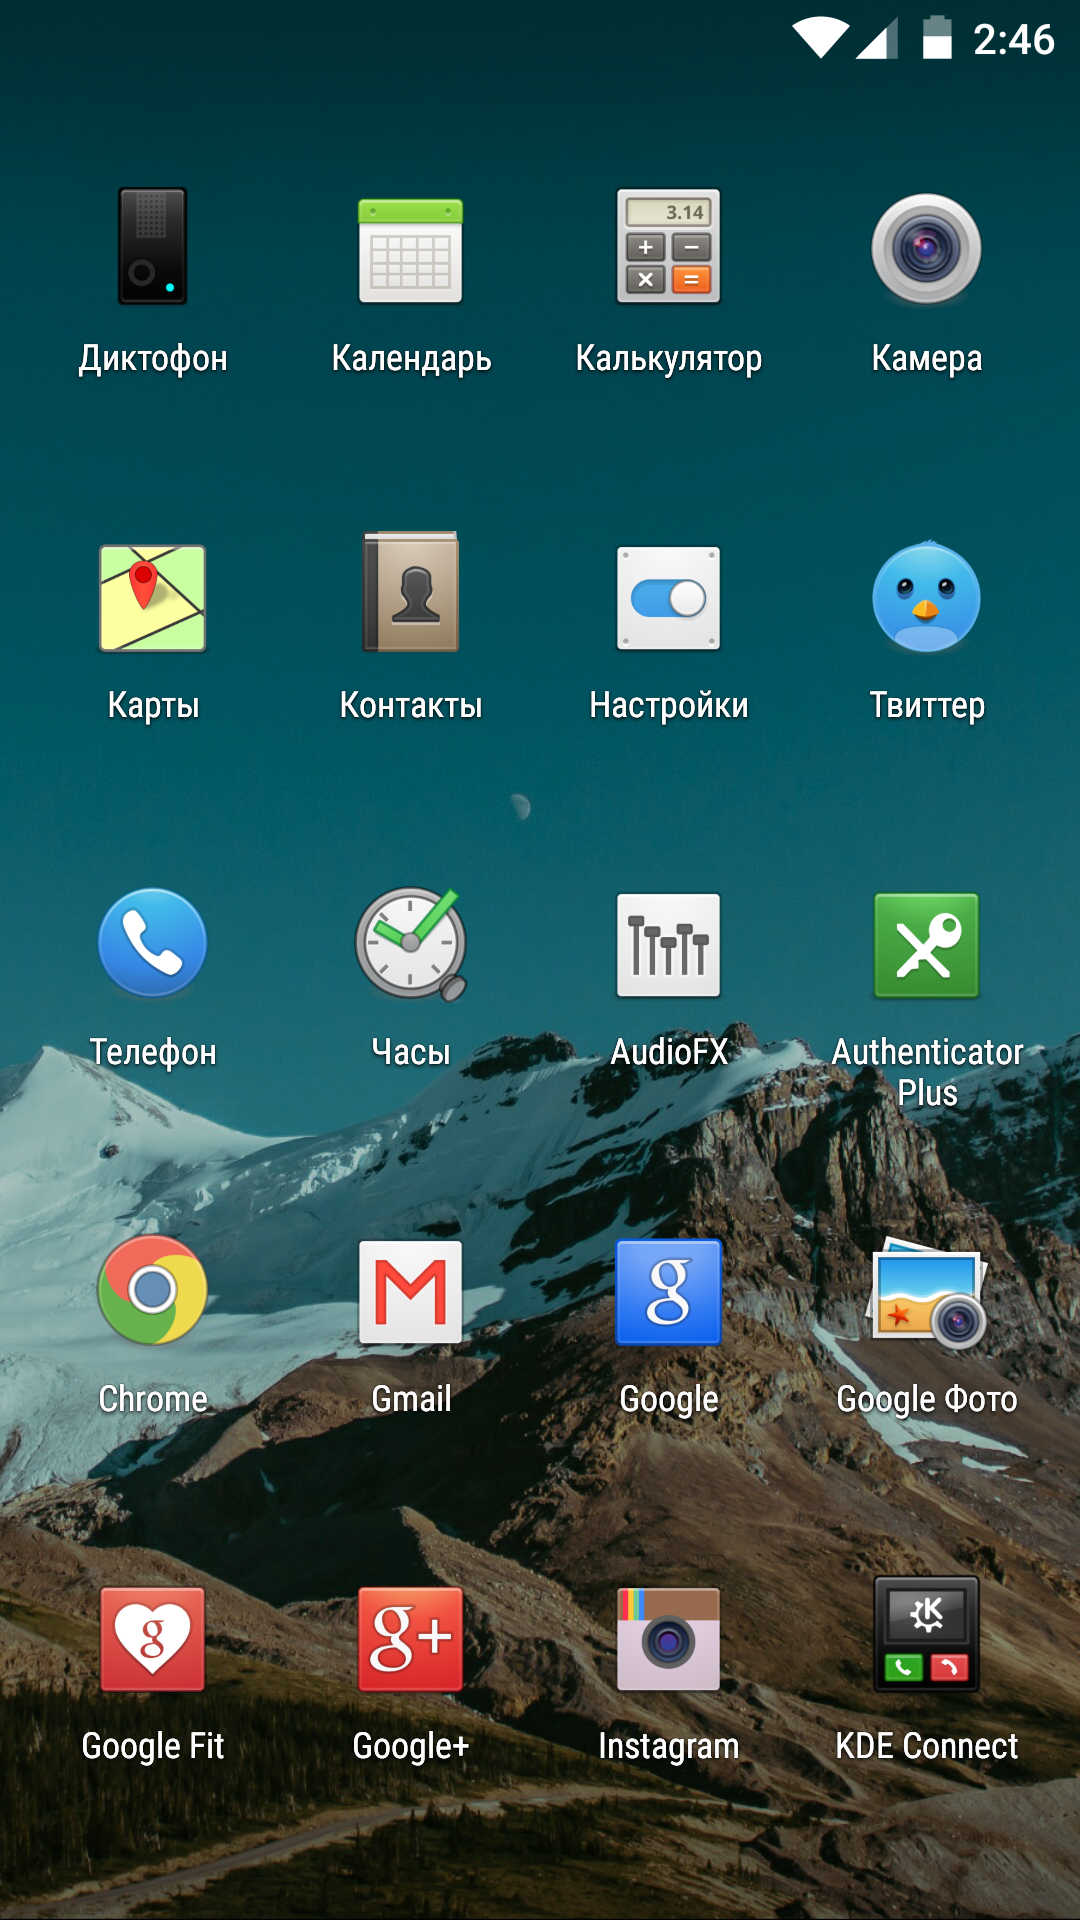 2:46
3.14
+ −
× =
Диктофон Календарь Калькулятор Камера
Карты Контакты Настройки Твиттер
Телефон Часы AudioFX Authenticator
Plus
M g
Chrome Gmail Google Google Фото
g g+ K
Google Fit Google+ Instagram KDE Connect